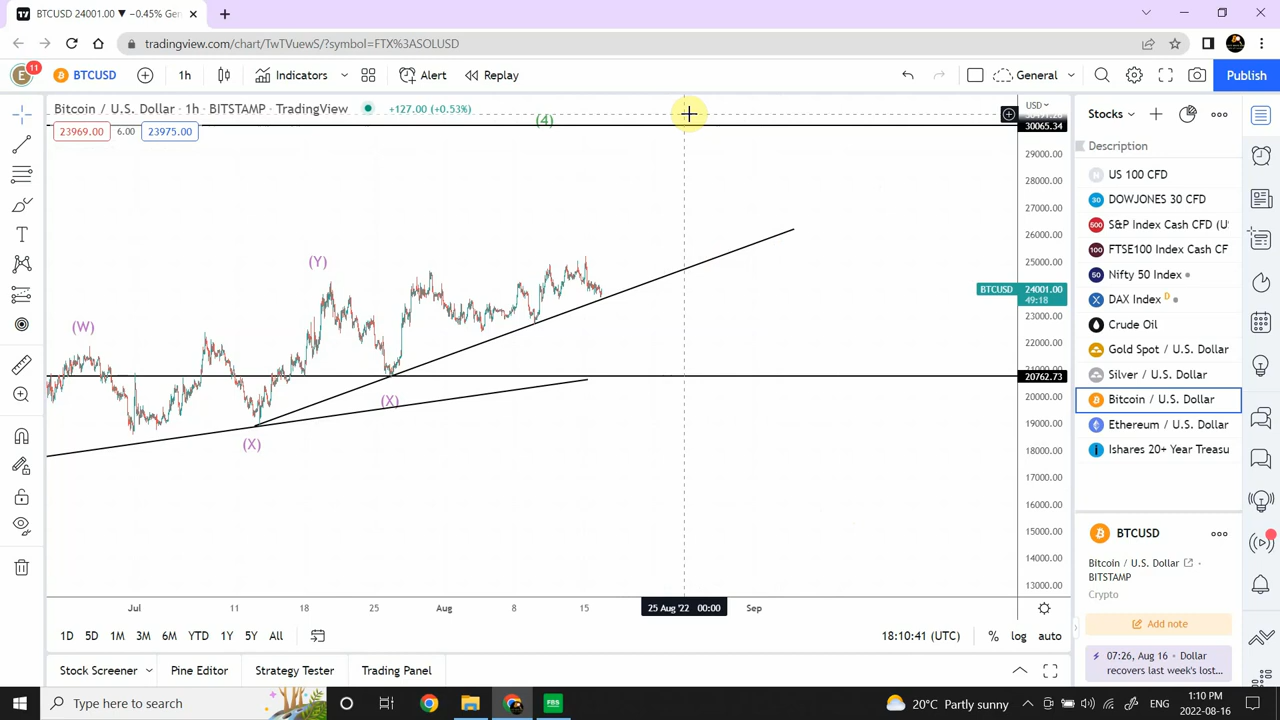 BTCUSD 24001.00 ▼ −0.45% Gen
tradingview.com/chart/TwTVuewS/?symbol=FTX%3ASOLUSD
E 11 BTCUSD 1h Indicators Alert Replay General Publish
Bitcoin / U.S. Dollar · 1h · BITSTAMP · TradingView +127.00 (+0.53%)
23969.00 6.00 23975.00
(4)
(Y)
(W)
(X)
(X)
USD
30065.34
29000.00
28000.00
27000.00
26000.00
25000.00
BTCUSD 24001.00
49:18
23000.00
22000.00
20762.73
20000.00
19000.00
18000.00
17000.00
16000.00
15000.00
14000.00
13000.00
Jul 11 18 25 Aug 8 15 25 Aug '22 00:00 Sep
1D 5D 1M 3M 6M YTD 1Y 5Y All 18:10:41 (UTC) % log auto
Stock Screener Pine Editor Strategy Tester Trading Panel
Stocks
Description
US 100 CFD
30 DOWJONES 30 CFD
500 S&P Index Cash CFD (U
100 FTSE100 Index Cash CF
50 Nifty 50 Index
DAX Index D
Crude Oil
Gold Spot / U.S. Dollar
Silver / U.S. Dollar
Bitcoin / U.S. Dollar
Ethereum / U.S. Dollar
Ishares 20+ Year Treasu
BTCUSD
Bitcoin / U.S. Dollar ·
BITSTAMP
Crypto
Add note
07:26, Aug 16 • Dollar
recovers last week's lost...
Type here to search FBS 20°C Partly sunny ENG 1:10 PM
2022-08-16